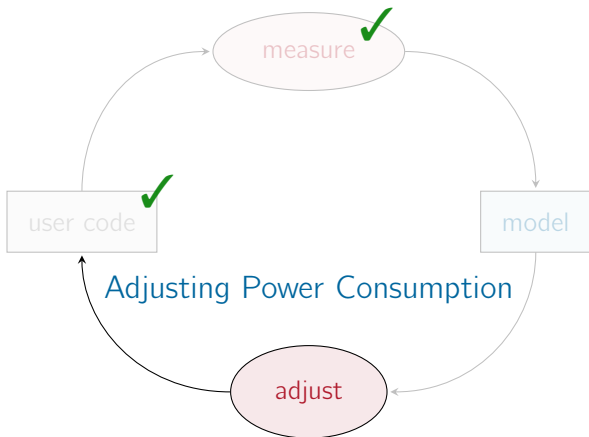 measure
user code
model
Adjusting Power Consumption
adjust